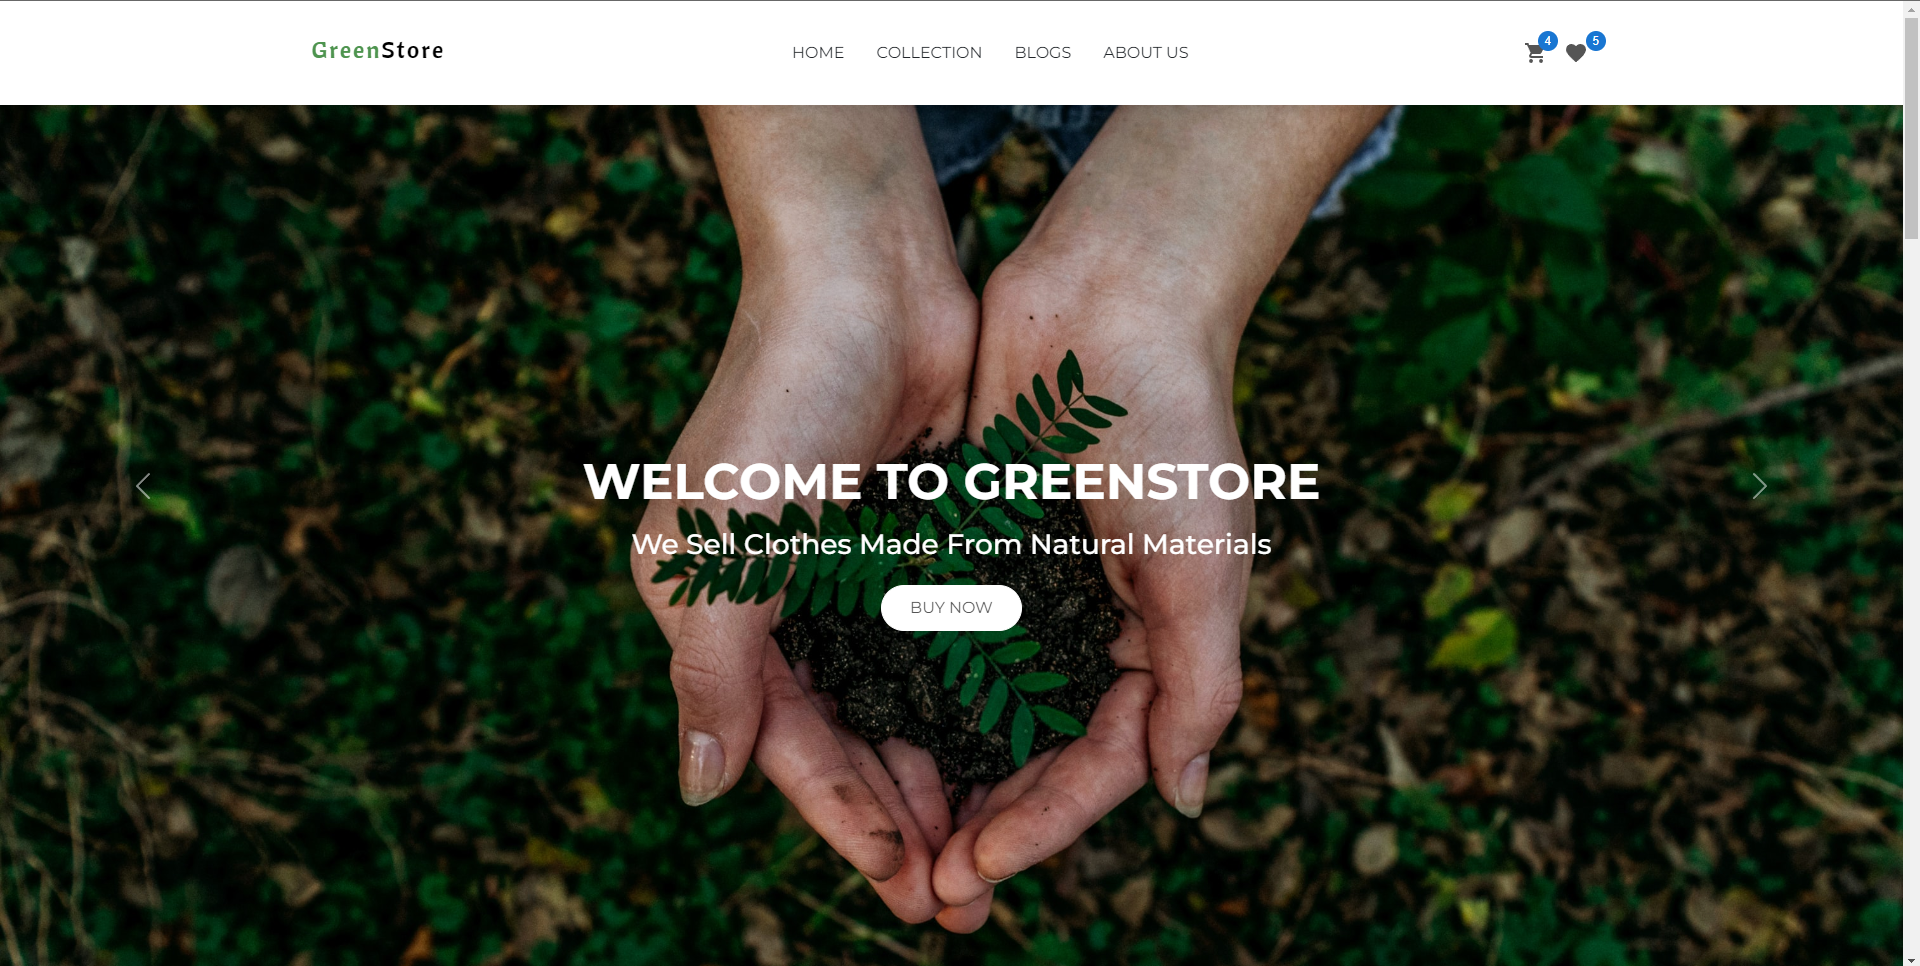 GreenStore
HOME COLLECTION BLOGS ABOUT US
4 5
WELCOME TO GREENSTORE
We Sell Clothes Made From Natural Materials
BUY NOW